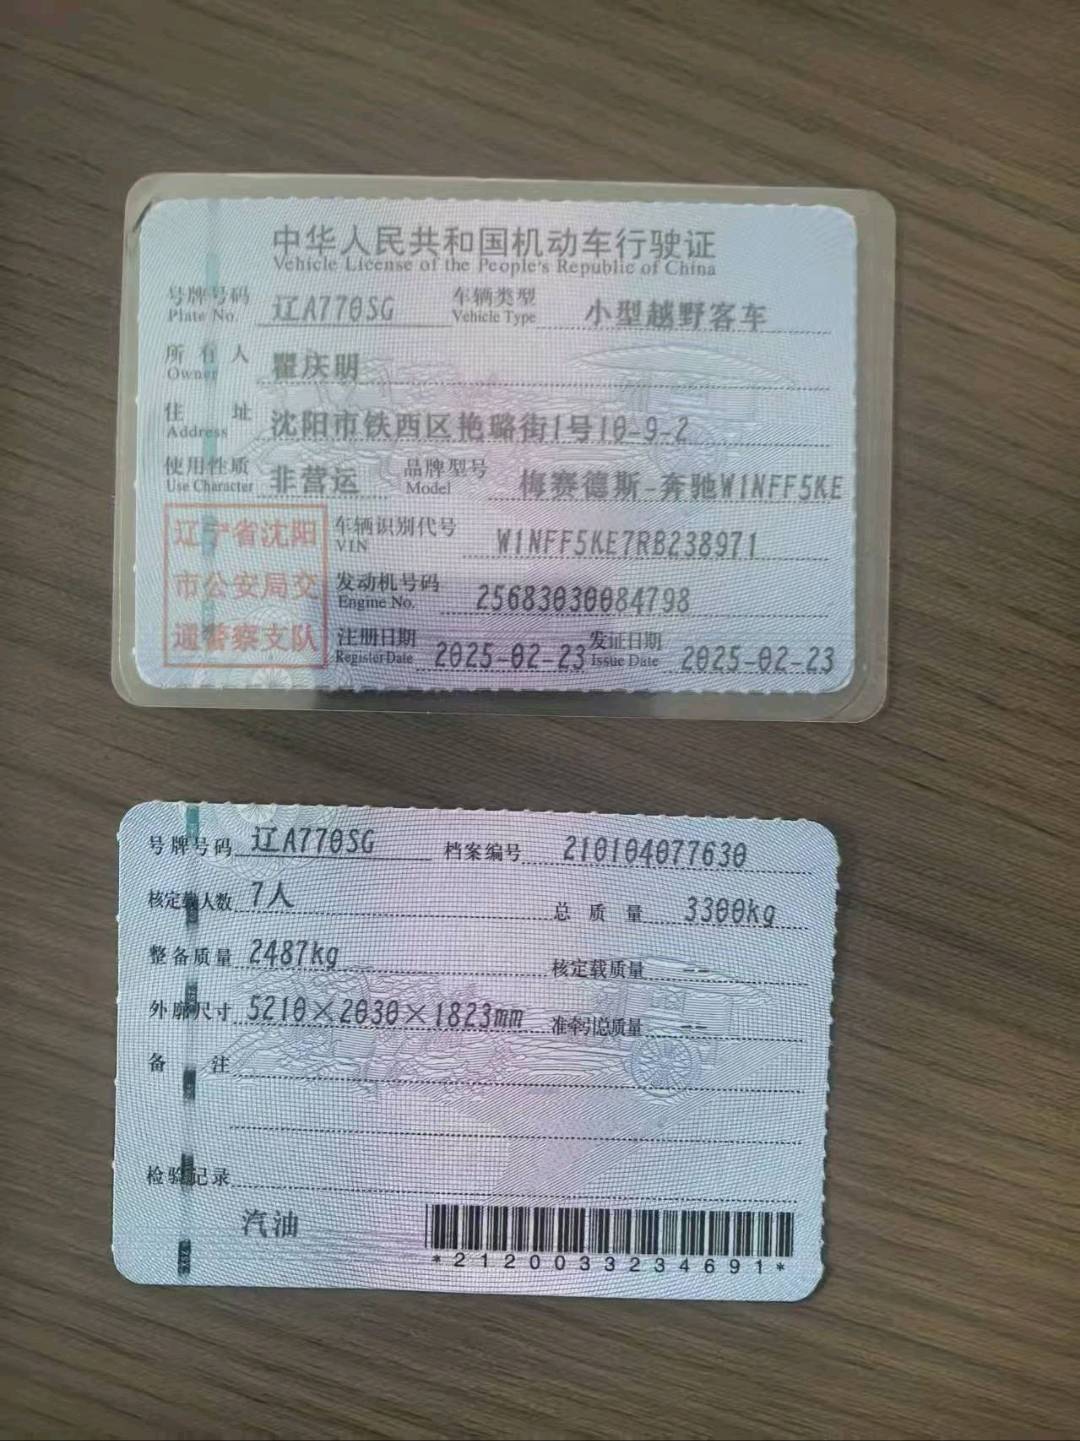 中华人民共和国机动车行驶证
Vehicle License of the People's Republic of China
号牌号码 Plate No. 辽A770SG 车辆类型 Vehicle Type 小型越野客车
所有人 Owner 瞿庆明
住址 Address 沈阳市铁西区艳璐街1号10-9-2
使用性质 Use Character 非营运 品牌型号 Model 梅赛德斯-奔驰W1NFF5KE
辽宁省沈阳
市公安局交
通警察支队
车辆识别代号 VIN W1NFF5KE7RB238971
发动机号码 Engine No. 25683030084798
注册日期 Register Date 2025-02-23 发证日期 Issue Date 2025-02-23
号牌号码 辽A770SG 档案编号 210104077630
核定载人数 7人 总质量 3300kg
整备质量 2487kg 核定载质量 --
外廓尺寸 5210×2030×1823mm 准牵引总质量 --
备注
检验记录
汽油
*2120033234691*